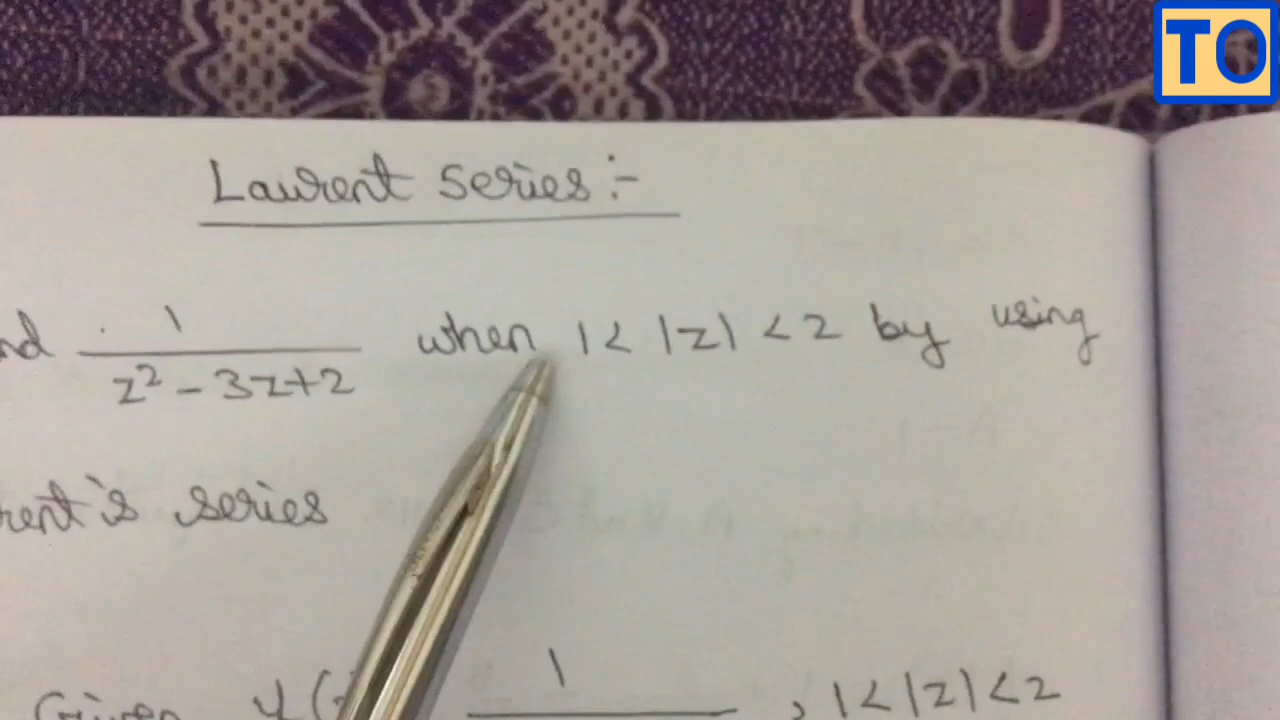 TO
Laurent Series:-
nd 1/(z² - 3z+2) when 1 < |z| < 2 by using
rent's series
Given f(z 1 , 1<|z|<2